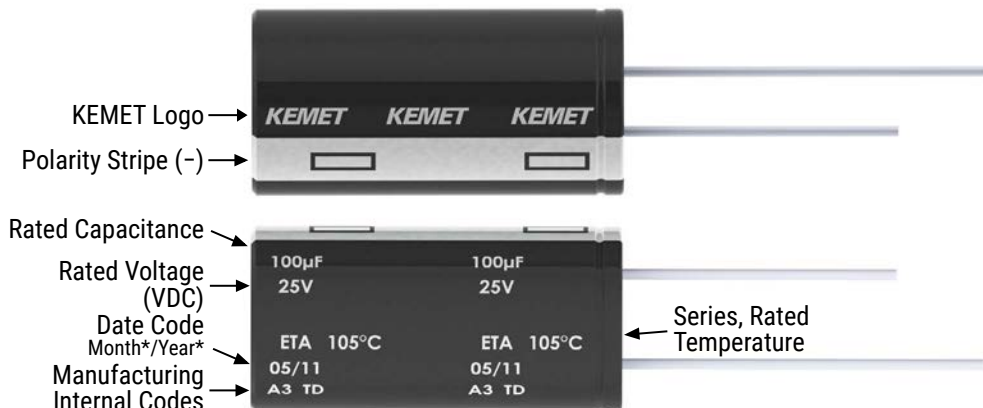 KEMET Logo
KEMET KEMET KEMET
Polarity Stripe (−)
Rated Capacitance
100µF 100µF
Rated Voltage
(VDC)
25V 25V
Date Code
Month*/Year*
ETA 105°C ETA 105°C
05/11 05/11
Manufacturing
Internal Codes
A3 TD A3 TD
Series, Rated
Temperature